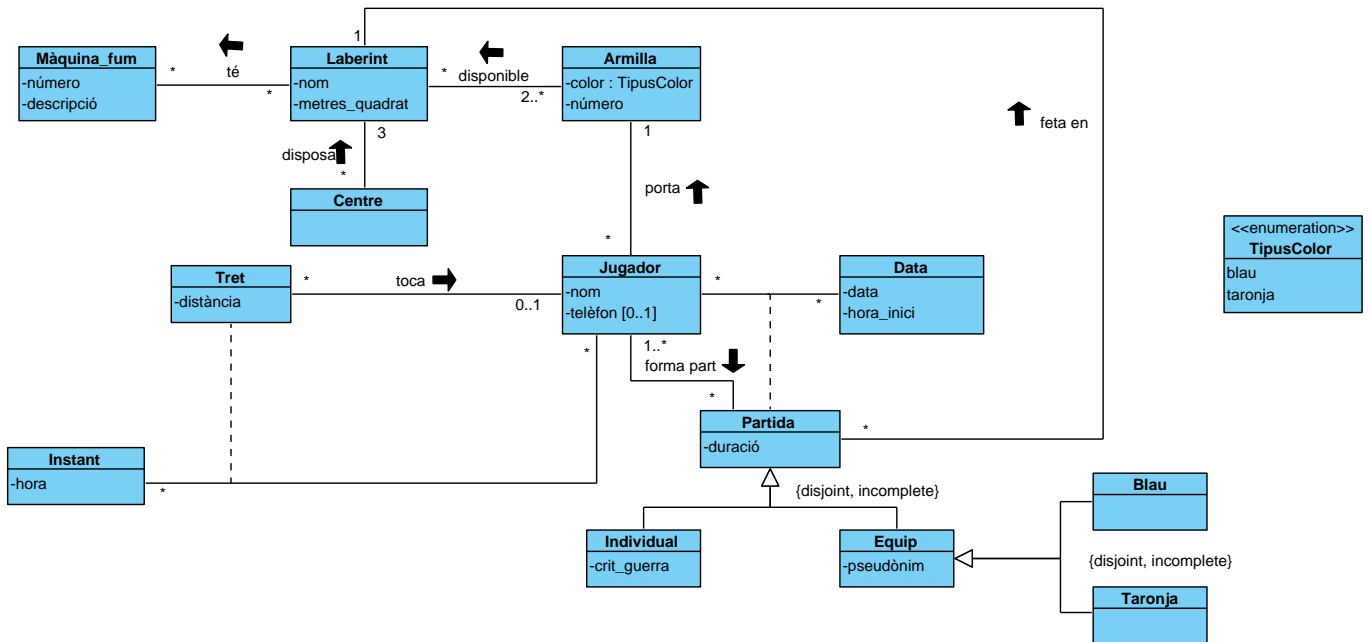 1
Màquina_fum
-número
-descripció
*
té
*
Laberint
-nom
-metres_quadrat
*
disponible
2..*
Armilla
-color : TipusColor
-número
feta en
3
disposa
*
Centre
1
porta
*
<<enumeration>>
TipusColor
blau
taronja
Tret
-distància
*
toca
0..1
Jugador
-nom
-telèfon [0..1]
*
*
Data
-data
-hora_inici
*
1..*
forma part
*
Partida
-duració
*
Instant
-hora
*
{disjoint, incomplete}
Individual
-crit_guerra
Equip
-pseudònim
Blau
{disjoint, incomplete}
Taronja